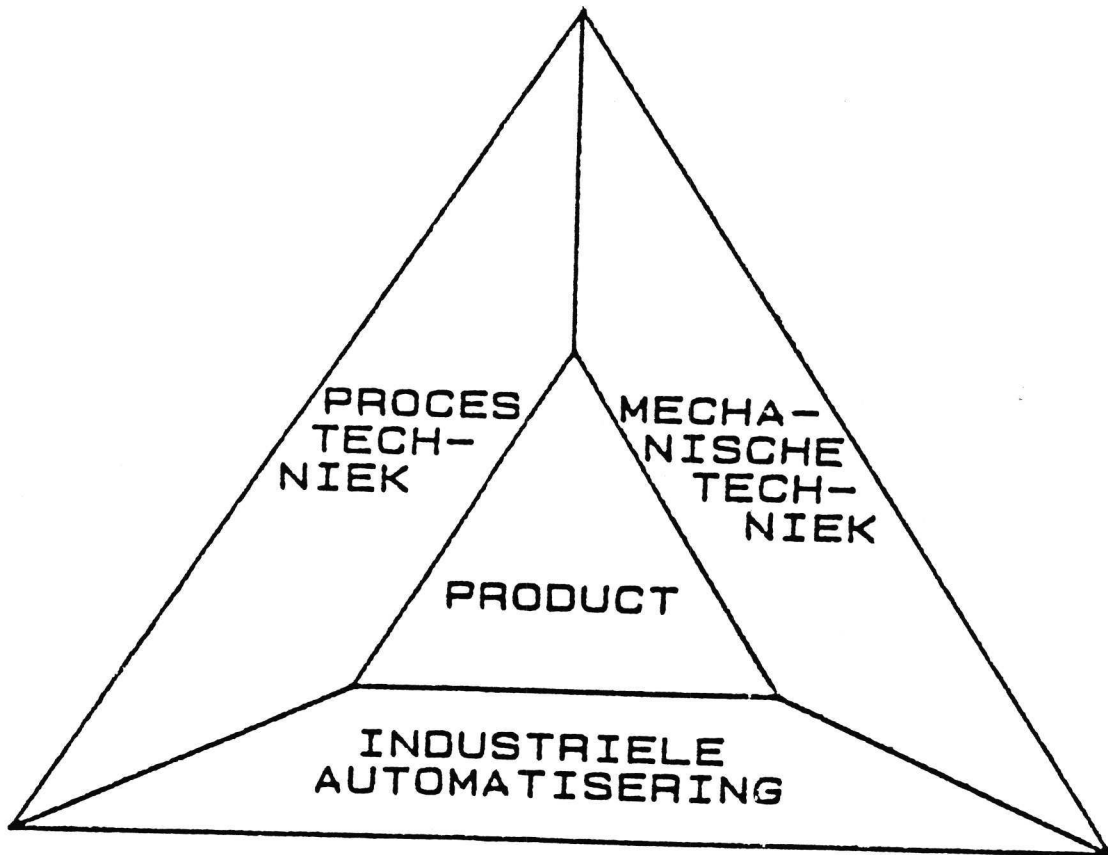 PROCES
TECH-
NIEK
MECHA-
NISCHE
TECH-
NIEK
PRODUCT
INDUSTRIELE
AUTOMATISERING